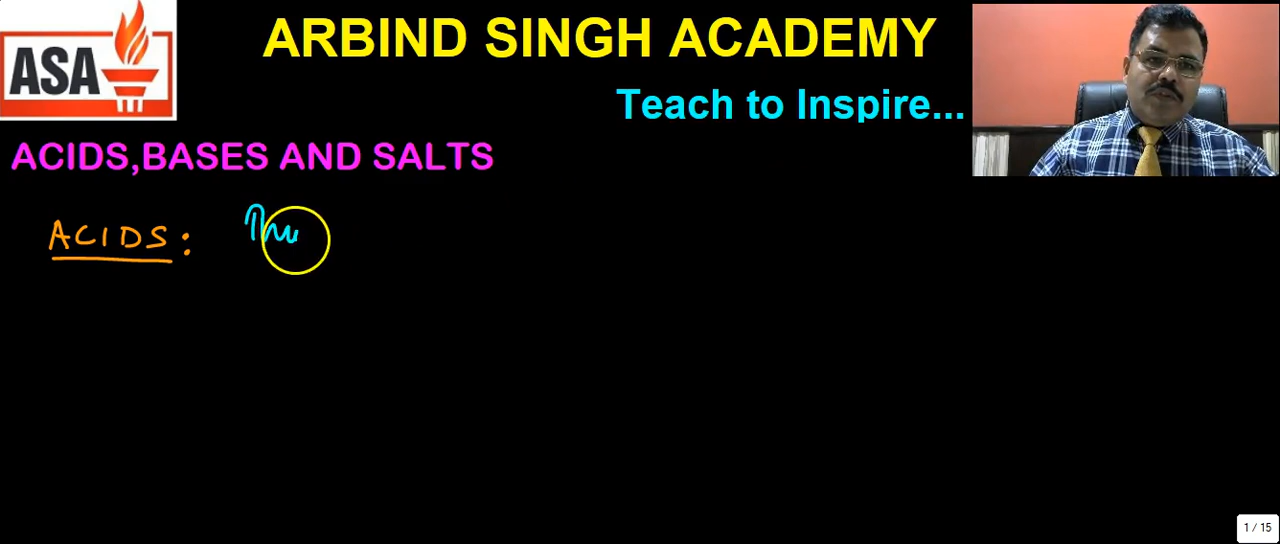 ASA
ARBIND SINGH ACADEMY
Teach to Inspire...
ACIDS,BASES AND SALTS
ACIDS:
1 / 15